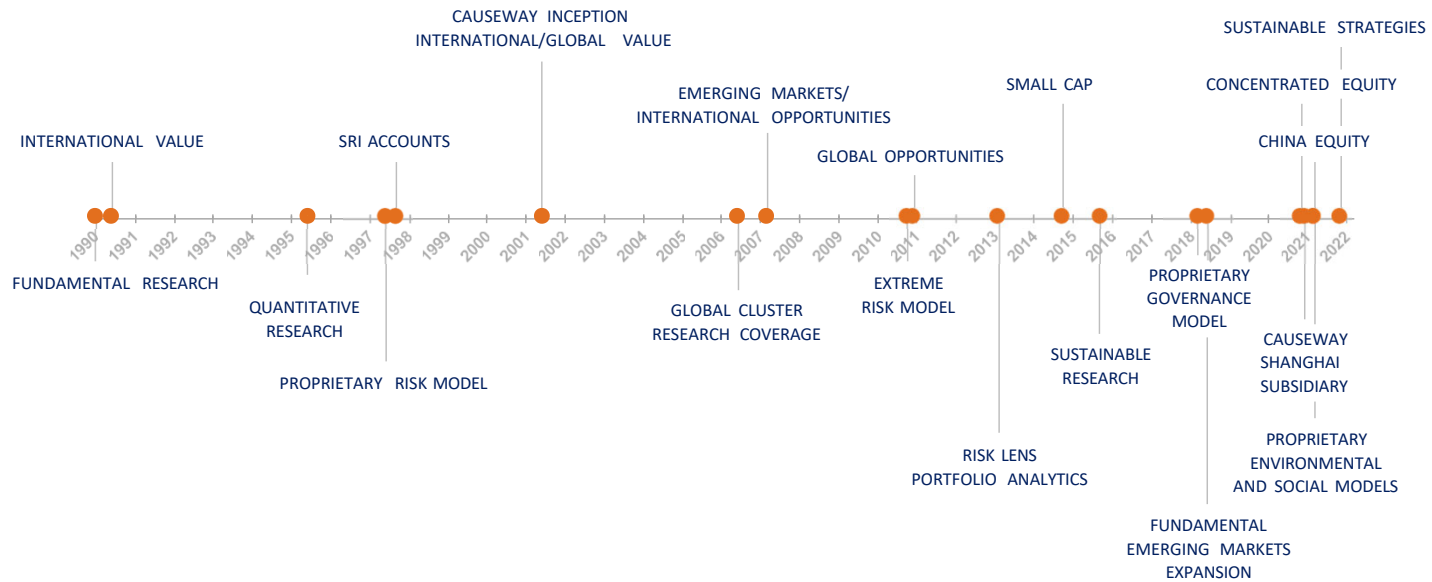 SUSTAINABLE STRATEGIES
CAUSEWAY INCEPTION
INTERNATIONAL/GLOBAL VALUE
SMALL CAP
CONCENTRATED EQUITY
EMERGING MARKETS/
INTERNATIONAL OPPORTUNITIES
INTERNATIONAL VALUE
SRI ACCOUNTS
CHINA EQUITY
GLOBAL OPPORTUNITIES
1990
1991
1992
1993
1994
1995
1996
1997
1998
1999
2000
2001
2002
2003
2004
2005
2006
2007
2008
2009
2010
2011
2012
2013
2014
2015
2016
2017
2018
2019
2020
2021
2022
FUNDAMENTAL RESEARCH
QUANTITATIVE
RESEARCH
PROPRIETARY RISK MODEL
GLOBAL CLUSTER
RESEARCH COVERAGE
EXTREME
RISK MODEL
RISK LENS
PORTFOLIO ANALYTICS
SUSTAINABLE
RESEARCH
PROPRIETARY
GOVERNANCE
MODEL
FUNDAMENTAL
EMERGING MARKETS
EXPANSION
CAUSEWAY
SHANGHAI
SUBSIDIARY
PROPRIETARY
ENVIRONMENTAL
AND SOCIAL MODELS